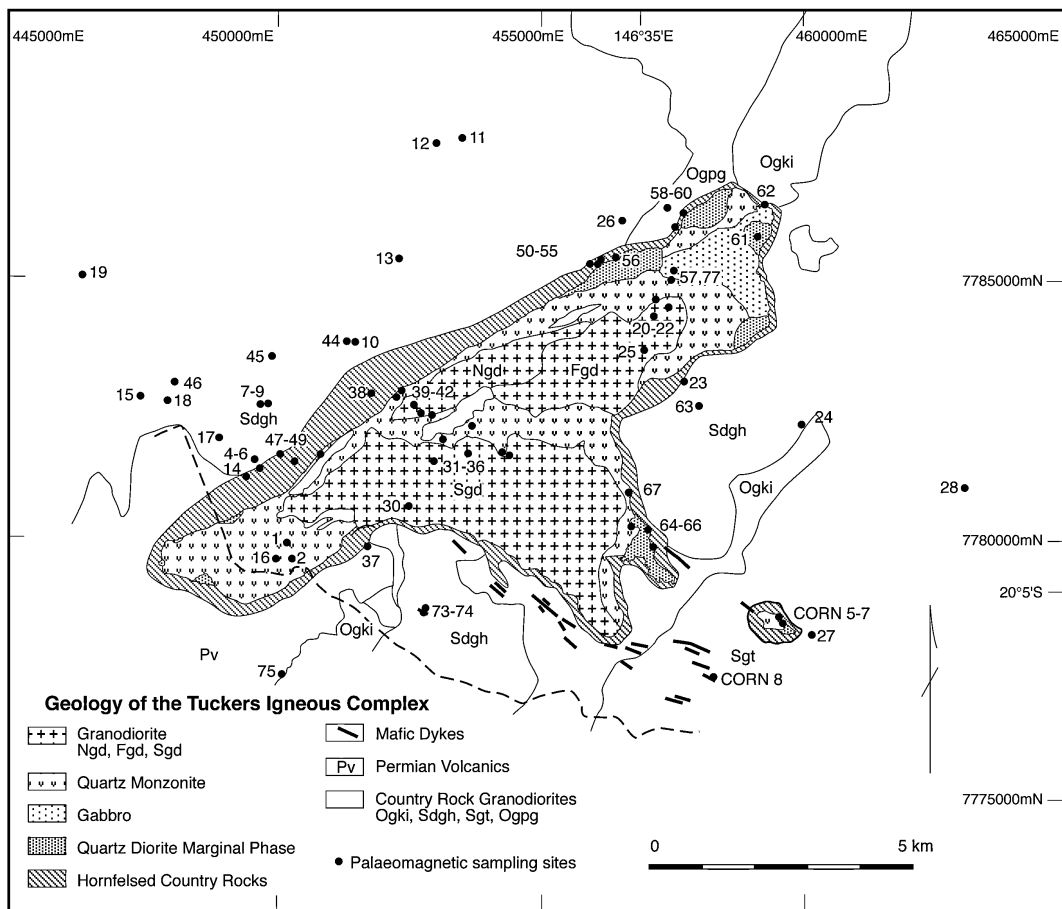 445000mE 450000mE 455000mE 146°35'E 460000mE 465000mE
12 11
Ogpg Ogki
58-60 62
26
50-55 56 61
13
19
57,77
7785000mN
20-22
44 10
25
45
Ngd Fgd
46
15 18
7-9
38 39-42
23
63
Sdgh
Sdgh
24
17
47-49
4-6
14
31-36
Sgd
Ogki
67
28
30
64-66
1
16 2
37
7780000mN
20°5'S
73-74
CORN 5-7
Ogki
Sdgh
27
Pv
Sgt
75
CORN 8
Geology of the Tuckers Igneous Complex
Granodiorite
Ngd, Fgd, Sgd
Quartz Monzonite
Gabbro
Quartz Diorite Marginal Phase
Hornfelsed Country Rocks
Mafic Dykes
Pv Permian Volcanics
Country Rock Granodiorites
Ogki, Sdgh, Sgt, Ogpg
Palaeomagnetic sampling sites
7775000mN
0 5 km